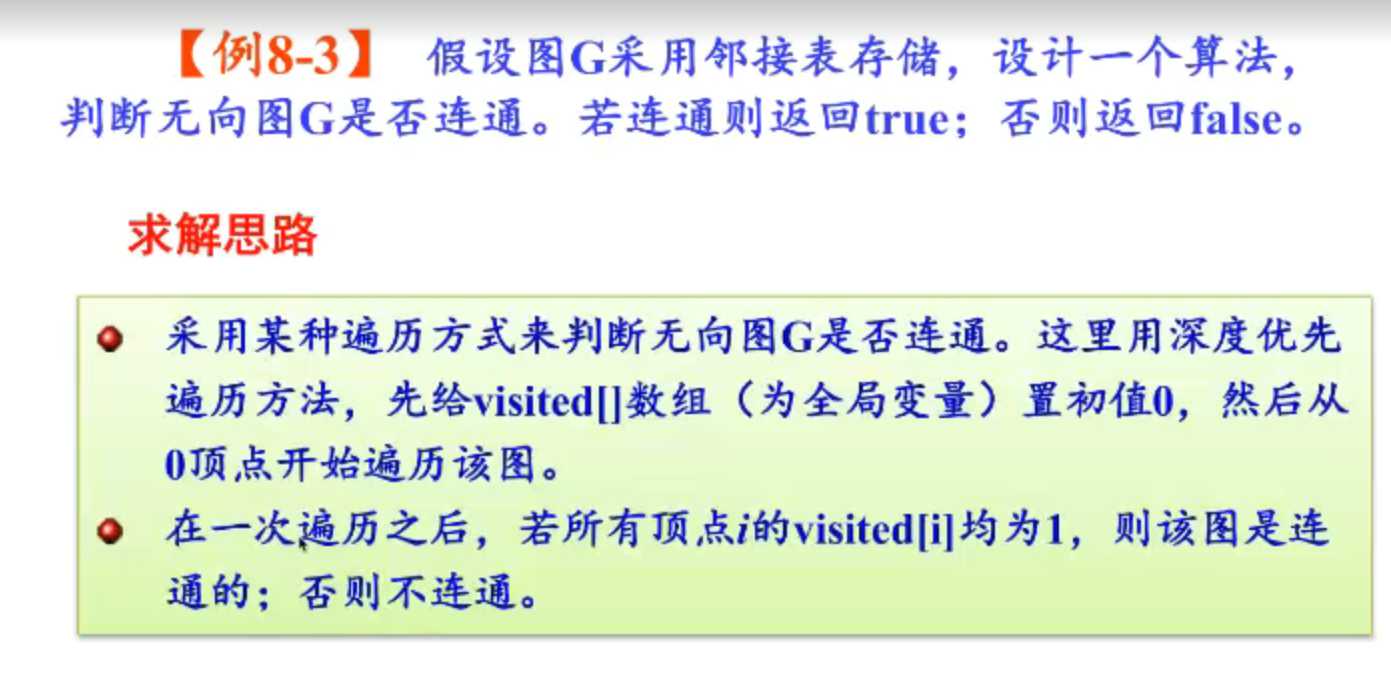 【例8-3】 假设图G采用邻接表存储，设计一个算法，
判断无向图G是否连通。若连通则返回true；否则返回false。
求解思路
采用某种遍历方式来判断无向图G是否连通。这里用深度优先
遍历方法，先给visited[]数组（为全局变量）置初值0，然后从
0顶点开始遍历该图。
在一次遍历之后，若所有顶点i的visited[i]均为1，则该图是连
通的；否则不连通。